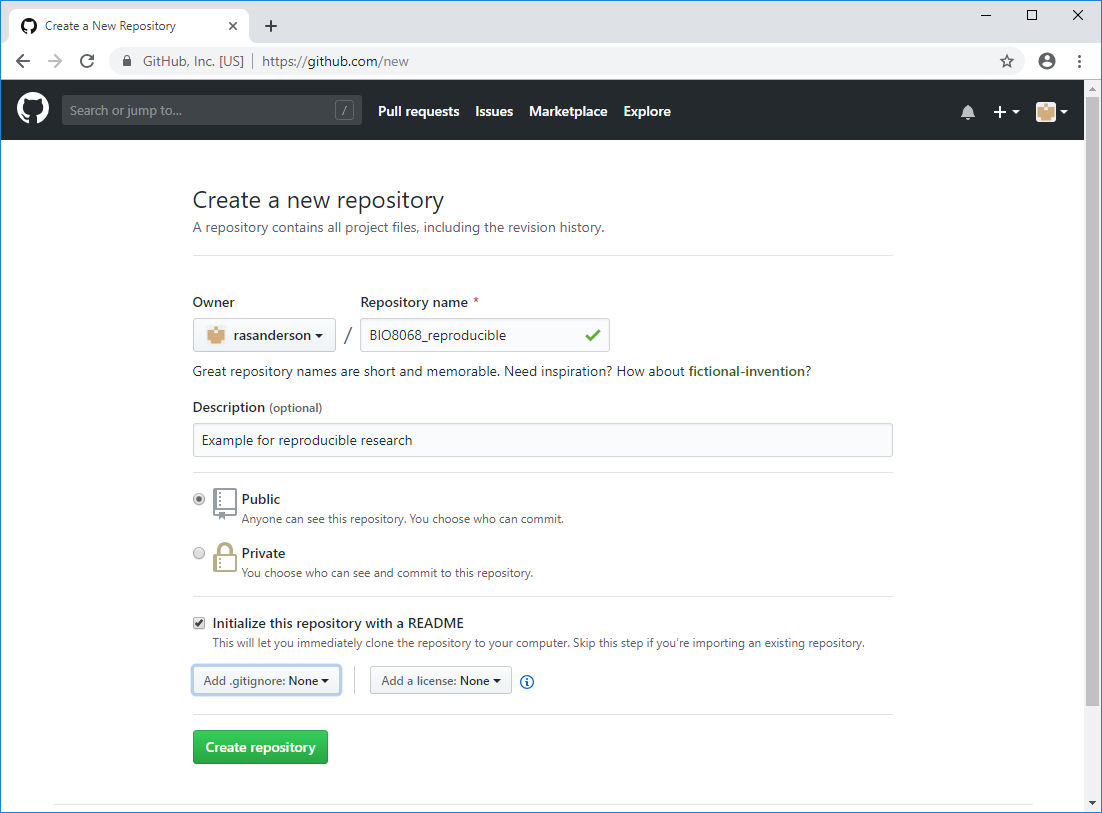 Create a New Repository
GitHub, Inc. [US] | https://github.com/new
Search or jump to... / Pull requests Issues Marketplace Explore
Create a new repository
A repository contains all project files, including the revision history.
Owner Repository name *
rasanderson / BIO8068_reproducible
Great repository names are short and memorable. Need inspiration? How about fictional-invention?
Description (optional)
Example for reproducible research
Public
Anyone can see this repository. You choose who can commit.
Private
You choose who can see and commit to this repository.
Initialize this repository with a README
This will let you immediately clone the repository to your computer. Skip this step if you're importing an existing repository.
Add .gitignore: None Add a license: None
Create repository